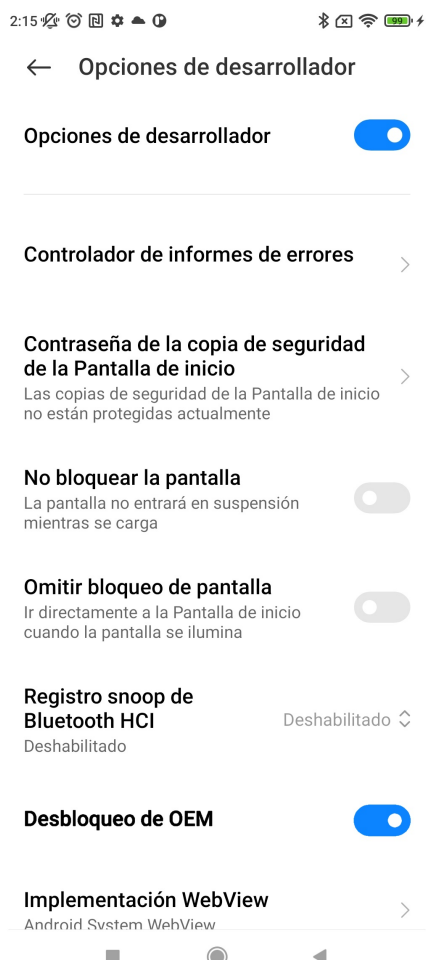 2:15
99
Opciones de desarrollador
Opciones de desarrollador
Controlador de informes de errores
Contraseña de la copia de seguridad
de la Pantalla de inicio
Las copias de seguridad de la Pantalla de inicio
no están protegidas actualmente
No bloquear la pantalla
La pantalla no entrará en suspensión
mientras se carga
Omitir bloqueo de pantalla
Ir directamente a la Pantalla de inicio
cuando la pantalla se ilumina
Registro snoop de
Bluetooth HCI
Deshabilitado
Deshabilitado
Desbloqueo de OEM
Implementación WebView
Android System WebView